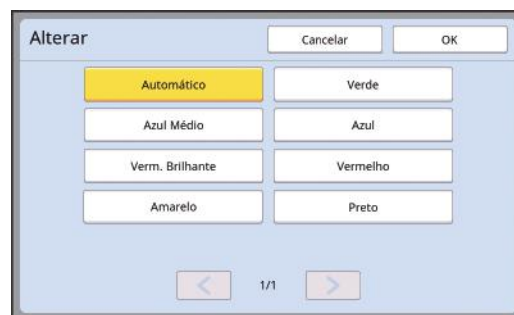 Alterar Cancelar OK
Automático Verde
Azul Médio Azul
Verm. Brilhante Vermelho
Amarelo Preto
1/1